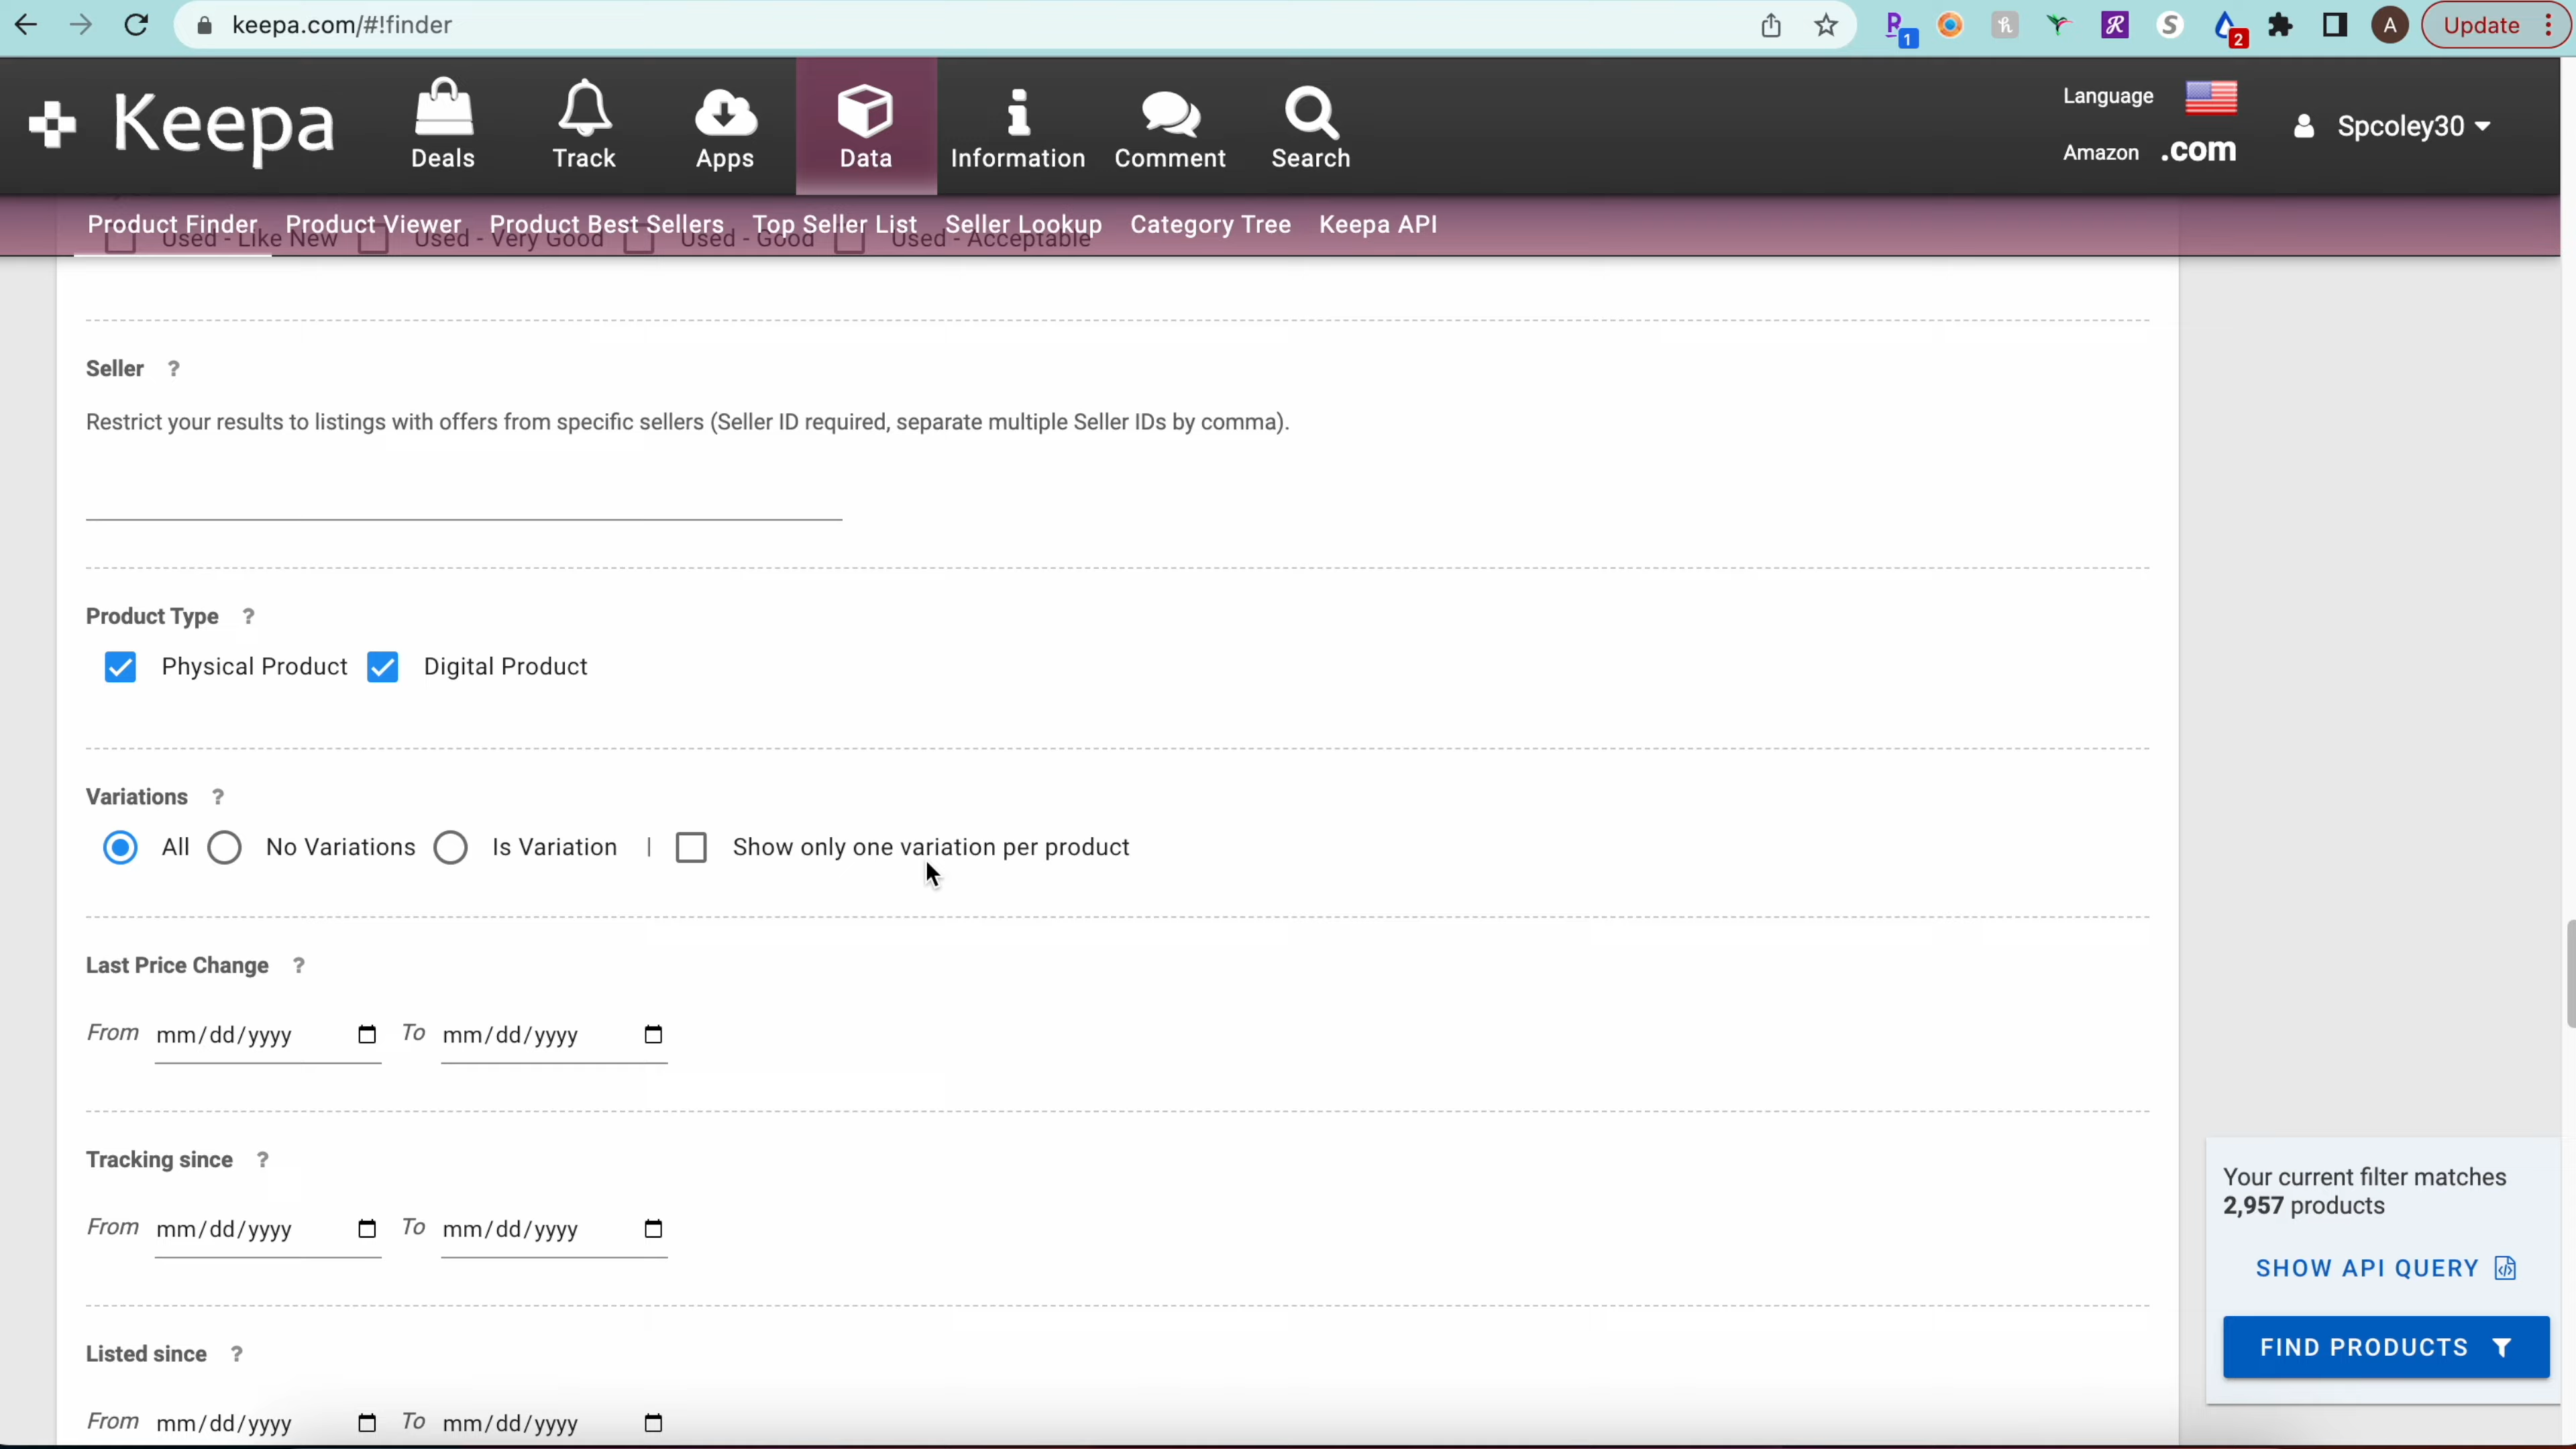 keepa.com/#!finder
1
2
A
Update
Keepa
Deals
Track
Apps
Data
Information
Comment
Search
Language
Amazon .com
Spcoley30
Product Finder Product Viewer Product Best Sellers Top Seller List Seller Lookup Category Tree Keepa API
Used - Like New Used - Very Good Used - Good Used - Acceptable
Seller ?
Restrict your results to listings with offers from specific sellers (Seller ID required, separate multiple Seller IDs by comma).
Product Type ?
Physical Product Digital Product
Variations ?
All No Variations Is Variation | Show only one variation per product
Last Price Change ?
From mm/dd/yyyy To mm/dd/yyyy
Tracking since ?
From mm/dd/yyyy To mm/dd/yyyy
Listed since ?
From mm/dd/yyyy To mm/dd/yyyy
Your current filter matches
2,957 products
SHOW API QUERY
FIND PRODUCTS